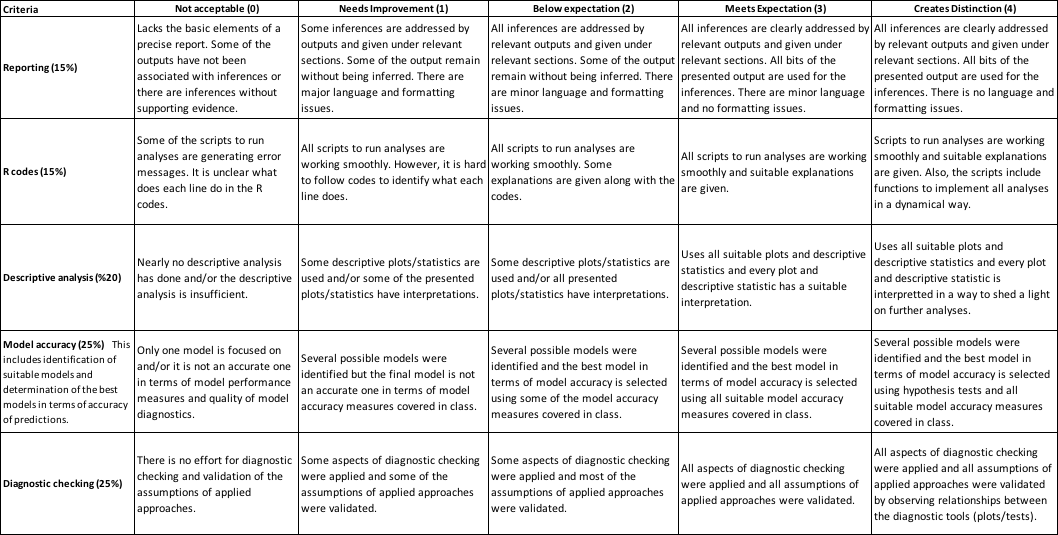 Criteria
Not acceptable (0)
Needs Improvement (1)
Below expectation (2)
Meets Expectation (3)
Creates Distinction (4)
Reporting (15%)
Lacks the basic elements of a
precise report. Some of the
outputs have not been
associated with inferences or
there are inferences without
supporting evidence.
Some inferences are addressed by
outputs and given under relevant
sections. Some of the output remain
without being inferred. There are
major language and formatting
issues.
All inferences are addressed by
relevant outputs and given under
relevant sections. Some of the output
remain without being inferred. There
are minor language and formatting
issues.
All inferences are clearly addressed by
relevant outputs and given under
relevant sections. All bits of the
presented output are used for the
inferences. There are minor language
and no formatting issues.
All inferences are clearly addressed
by relevant outputs and given under
relevant sections. All bits of the
presented output are used for the
inferences. There is no language and
formatting issues.
R codes (15%)
Some of the scripts to run
analyses are generating error
messages. It is unclear what
does each line do in the R
codes.
All scripts to run analyses are
working smoothly. However, it is hard
to follow codes to identify what each
line does.
All scripts to run analyses are
working smoothly. Some
explanations are given along with the
codes.
All scripts to run analyses are working
smoothly and suitable explanations
are given.
Scripts to run analyses are working
smoothly and suitable explanations
are given. Also, the scripts include
functions to implement all analyses
in a dynamical way.
Descriptive analysis (%20)
Nearly no descriptive analysis
has done and/or the descriptive
analysis is insufficient.
Some descriptive plots/statistics are
used and/or some of the presented
plots/statistics have interpretations.
Some descriptive plots/statistics are
used and/or all presented
plots/statistics have interpretations.
Uses all suitable plots and descriptive
statistics and every plot and
descriptive statistic has a suitable
interpretation.
Uses all suitable plots and
descriptive statistics and every plot
and descriptive statistic is
interpretted in a way to shed a light
on further analyses.
Model accuracy (25%) This
includes identification of
suitable models and
determination of the best
models in terms of accuracy
of predictions.
Only one model is focused on
and/or it is not an accurate one
in terms of model performance
measures and quality of model
diagnostics.
Several possible models were
identified but the final model is not
an accurate one in terms of model
accuracy measures covered in class.
Several possible models were
identified and the best model in
terms of model accuracy is selected
using some of the model accuracy
measures covered in class.
Several possible models were
identified and the best model in
terms of model accuracy is selected
using all suitable model accuracy
measures covered in class.
Several possible models were
identified and the best model in
terms of model accuracy is selected
using hypothesis tests and all
suitable model accuracy measures
covered in class.
Diagnostic checking (25%)
There is no effort for diagnostic
checking and validation of the
assumptions of applied
approaches.
Some aspects of diagnostic checking
were applied and some of the
assumptions of applied approaches
were validated.
Some aspects of diagnostic checking
were applied and most of the
assumptions of applied approaches
were validated.
All aspects of diagnostic checking
were applied and all assumptions of
applied approaches were validated.
All aspects of diagnostic checking
were applied and all assumptions of
applied approaches were validated
by observing relationships between
the diagnostic tools (plots/tests).